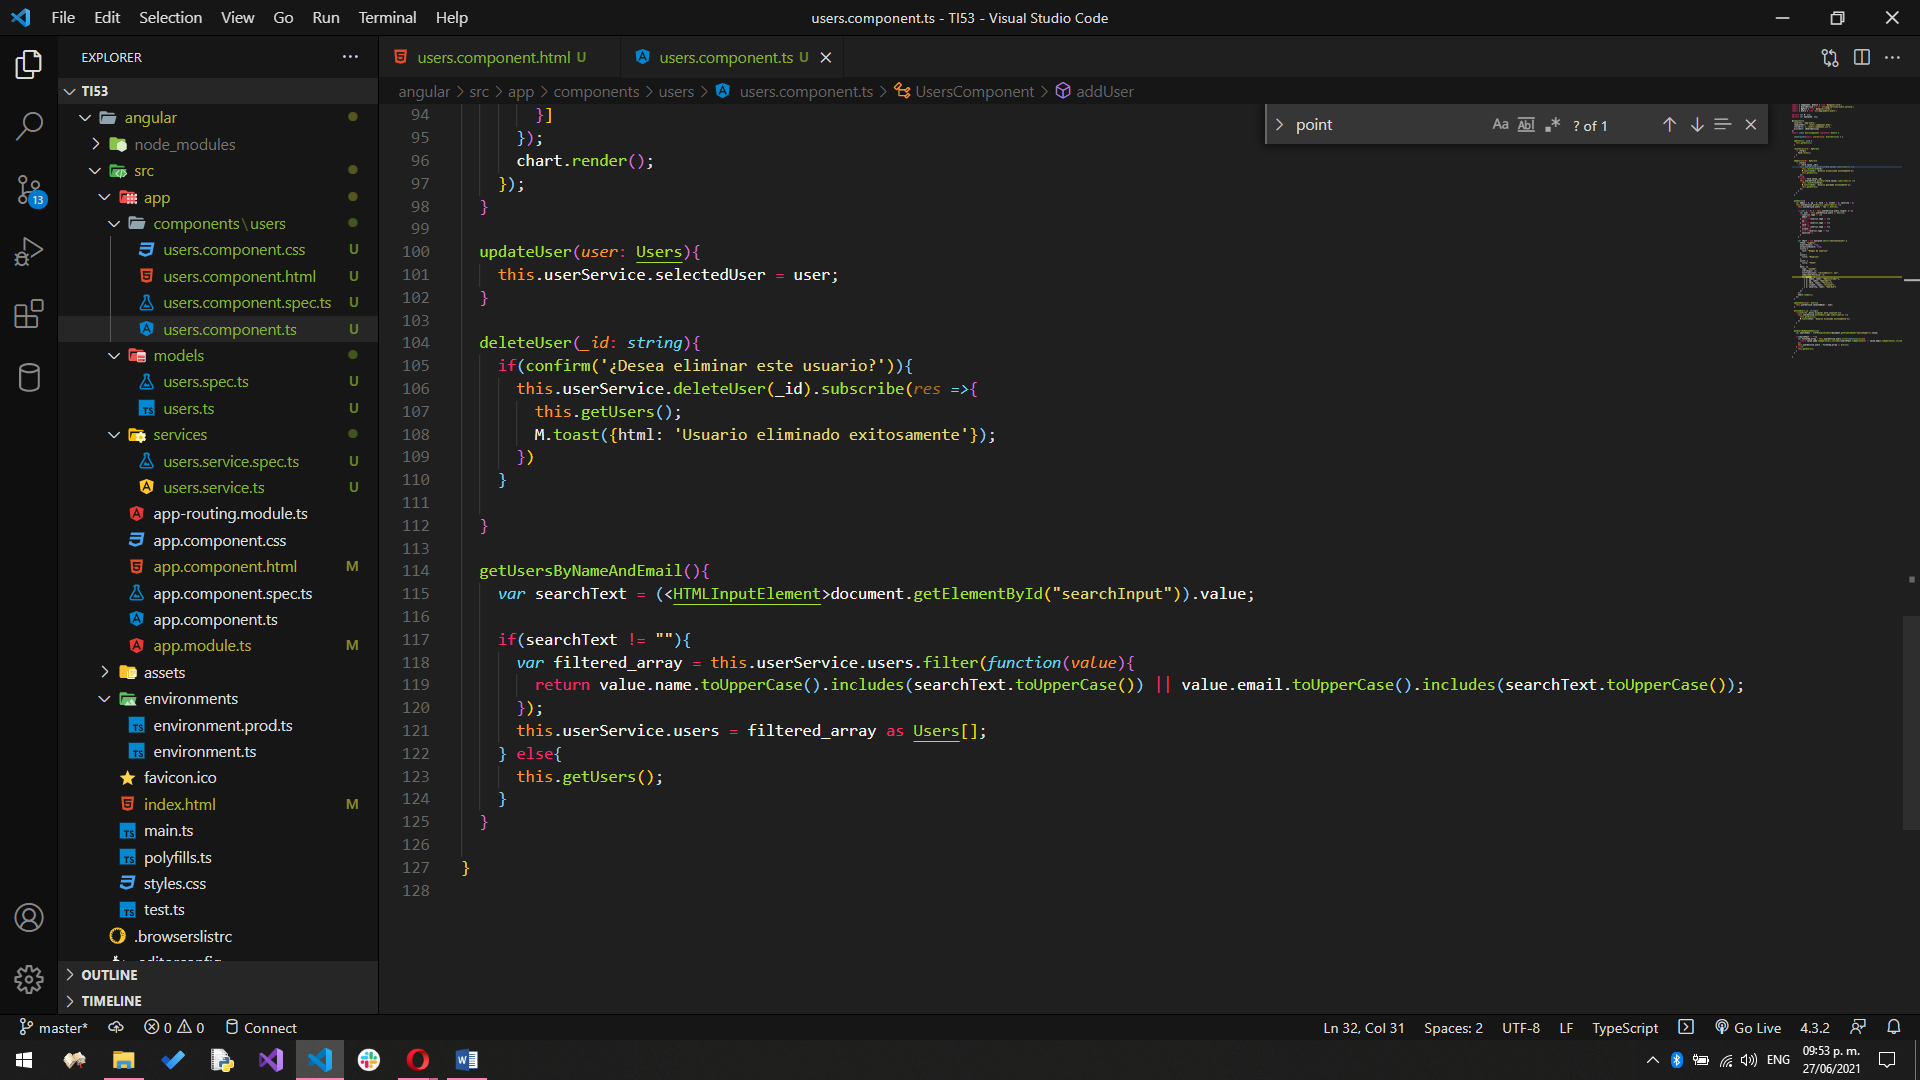 File Edit Selection View Go Run Terminal Help
users.component.ts - TI53 - Visual Studio Code
EXPLORER
TI53
angular
node_modules
src
app
components\users
users.component.css U
users.component.html U
users.component.spec.ts U
users.component.ts U
models
users.spec.ts U
users.ts U
services
users.service.spec.ts U
users.service.ts U
app-routing.module.ts
app.component.css
app.component.html M
app.component.spec.ts
app.component.ts
app.module.ts M
assets
environments
environment.prod.ts
environment.ts
favicon.ico
index.html M
main.ts
polyfills.ts
styles.css
test.ts
.browserslistrc
.editorconfig
OUTLINE
TIMELINE
13
users.component.html U
users.component.ts U
angular > src > app > components > users > users.component.ts > UsersComponent > addUser
point
Aa Ab ? of 1
94 }]
95 });
96 chart.render();
97 });
98 }
99
100 updateUser(user: Users){
101 this.userService.selectedUser = user;
102 }
103
104 deleteUser(_id: string){
105 if(confirm('¿Desea eliminar este usuario?')){
106 this.userService.deleteUser(_id).subscribe(res =>{
107 this.getUsers();
108 M.toast({html: 'Usuario eliminado exitosamente'});
109 })
110 }
111
112 }
113
114 getUsersByNameAndEmail(){
115 var searchText = (<HTMLInputElement>document.getElementById("searchInput")).value;
116
117 if(searchText != ""){
118 var filtered_array = this.userService.users.filter(function(value){
119 return value.name.toUpperCase().includes(searchText.toUpperCase()) || value.email.toUpperCase().includes(searchText.toUpperCase());
120 });
121 this.userService.users = filtered_array as Users[];
122 } else{
123 this.getUsers();
124 }
125 }
126
127 }
128
master* 0 0 Connect
Ln 32, Col 31 Spaces: 2 UTF-8 LF TypeScript Go Live 4.3.2
ENG
09:53 p. m.
27/06/2021